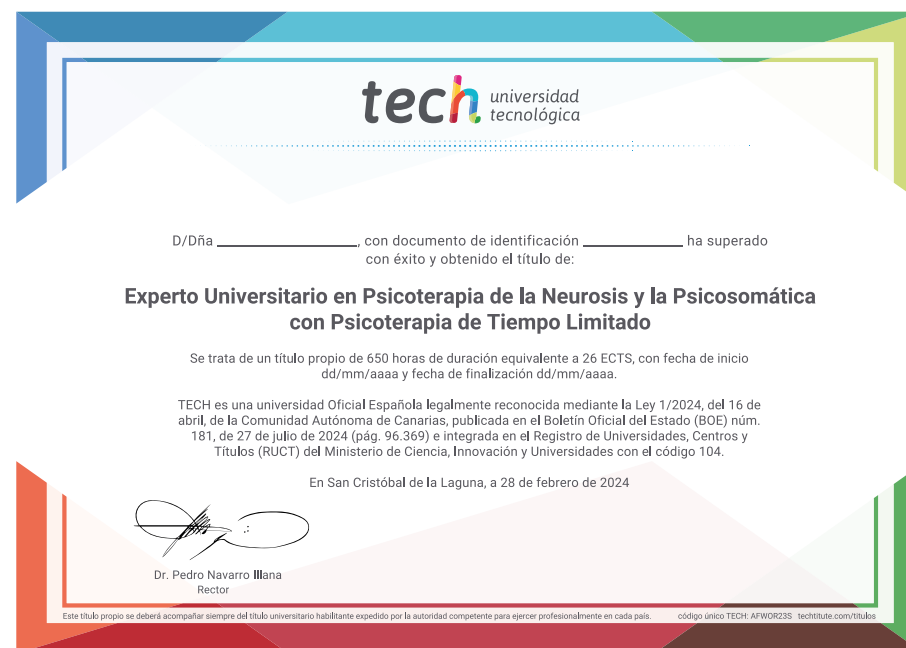 tech universidad
tecnológica
D/Dña ____________________, con documento de identificación ______________ ha superado
con éxito y obtenido el título de:
Experto Universitario en Psicoterapia de la Neurosis y la Psicosomática
con Psicoterapia de Tiempo Limitado
Se trata de un título propio de 650 horas de duración equivalente a 26 ECTS, con fecha de inicio
dd/mm/aaaa y fecha de finalización dd/mm/aaaa.
TECH es una universidad Oficial Española legalmente reconocida mediante la Ley 1/2024, del 16 de
abril, de la Comunidad Autónoma de Canarias, publicada en el Boletín Oficial del Estado (BOE) núm.
181, de 27 de julio de 2024 (pág. 96.369) e integrada en el Registro de Universidades, Centros y
Títulos (RUCT) del Ministerio de Ciencia, Innovación y Universidades con el código 104.
En San Cristóbal de la Laguna, a 28 de febrero de 2024
Dr. Pedro Navarro Illana
Rector
Este título propio se deberá acompañar siempre del título universitario habilitante expedido por la autoridad competente para ejercer profesionalmente en cada país. código único TECH: AFWOR23S techtitute.com/titulos